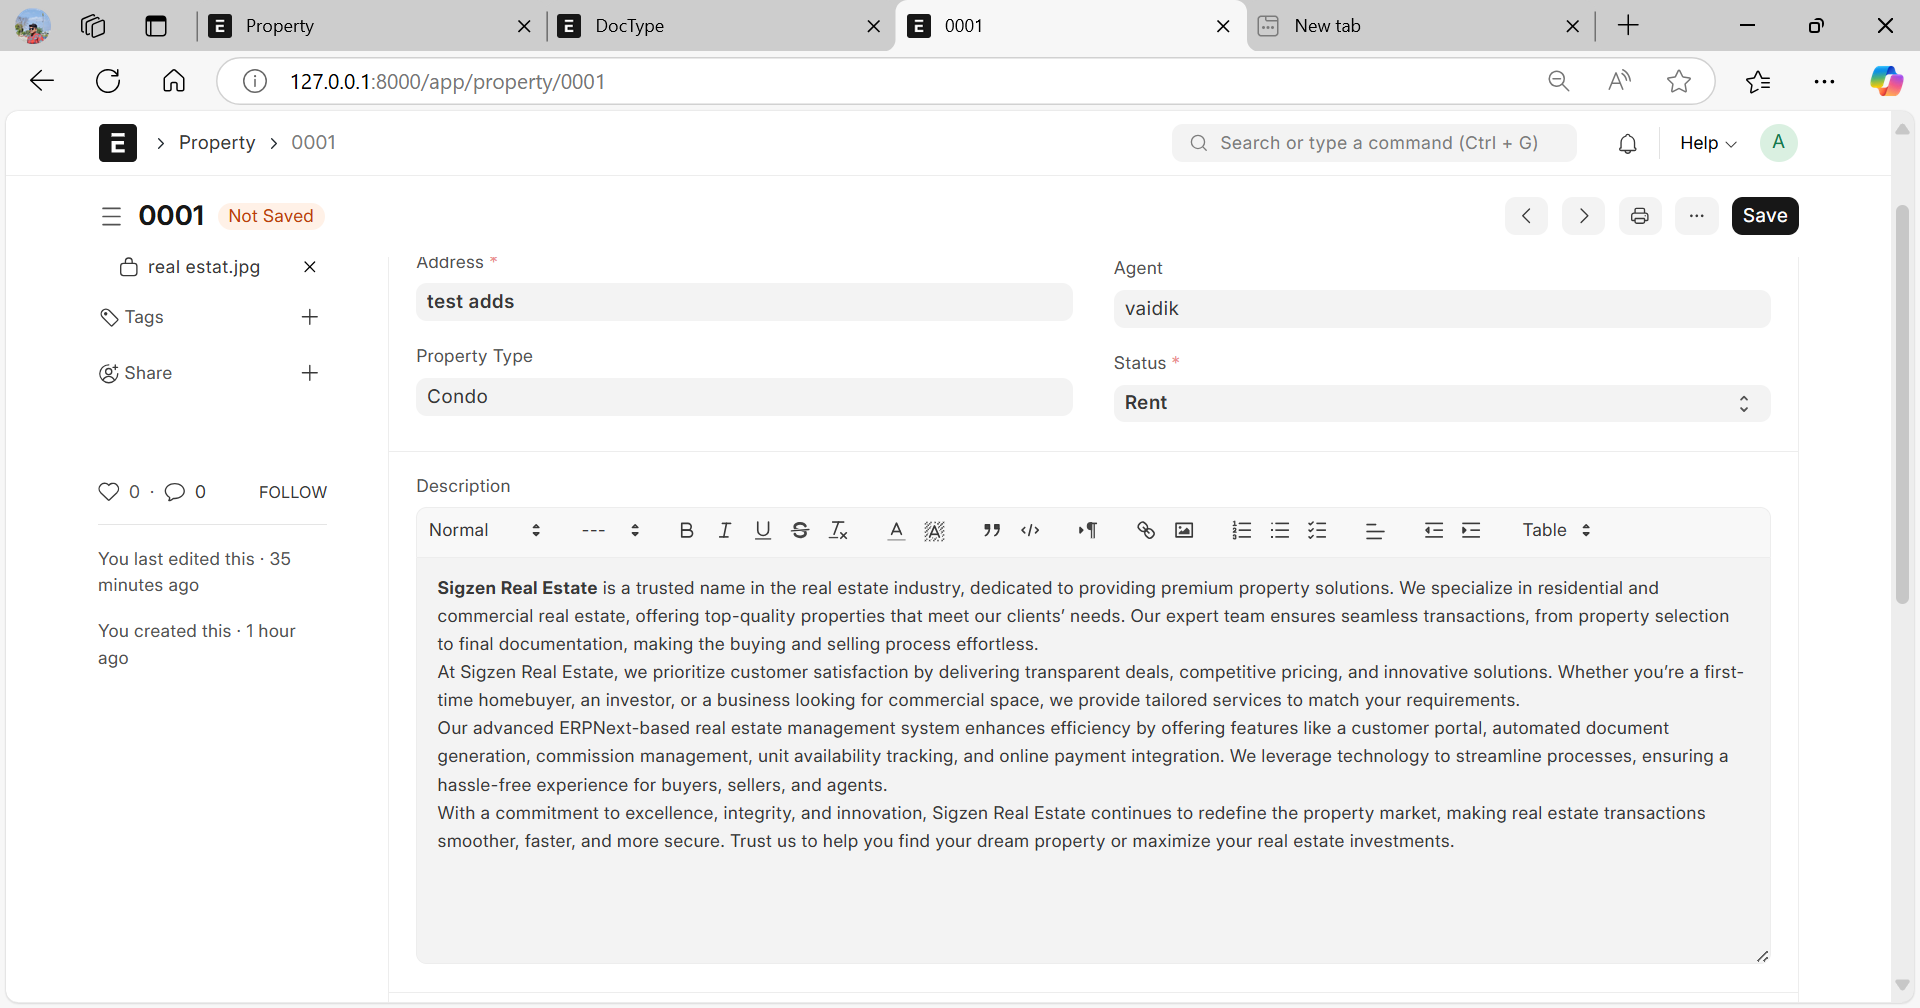 Property
DocType
0001
New tab
127.0.0.1:8000/app/property/0001
E
Property
0001
Search or type a command (Ctrl + G)
Help
A
0001
Not Saved
Save
real estat.jpg
Tags
Share
0 · 0
FOLLOW
You last edited this · 35
minutes ago
You created this · 1 hour
ago
Address *
test adds
Agent
vaidik
Property Type
Condo
Status *
Rent
Description
Normal
---
Table
Sigzen Real Estate is a trusted name in the real estate industry, dedicated to providing premium property solutions. We specialize in residential and
commercial real estate, offering top-quality properties that meet our clients’ needs. Our expert team ensures seamless transactions, from property selection
to final documentation, making the buying and selling process effortless.
At Sigzen Real Estate, we prioritize customer satisfaction by delivering transparent deals, competitive pricing, and innovative solutions. Whether you’re a first-
time homebuyer, an investor, or a business looking for commercial space, we provide tailored services to match your requirements.
Our advanced ERPNext-based real estate management system enhances efficiency by offering features like a customer portal, automated document
generation, commission management, unit availability tracking, and online payment integration. We leverage technology to streamline processes, ensuring a
hassle-free experience for buyers, sellers, and agents.
With a commitment to excellence, integrity, and innovation, Sigzen Real Estate continues to redefine the property market, making real estate transactions
smoother, faster, and more secure. Trust us to help you find your dream property or maximize your real estate investments.